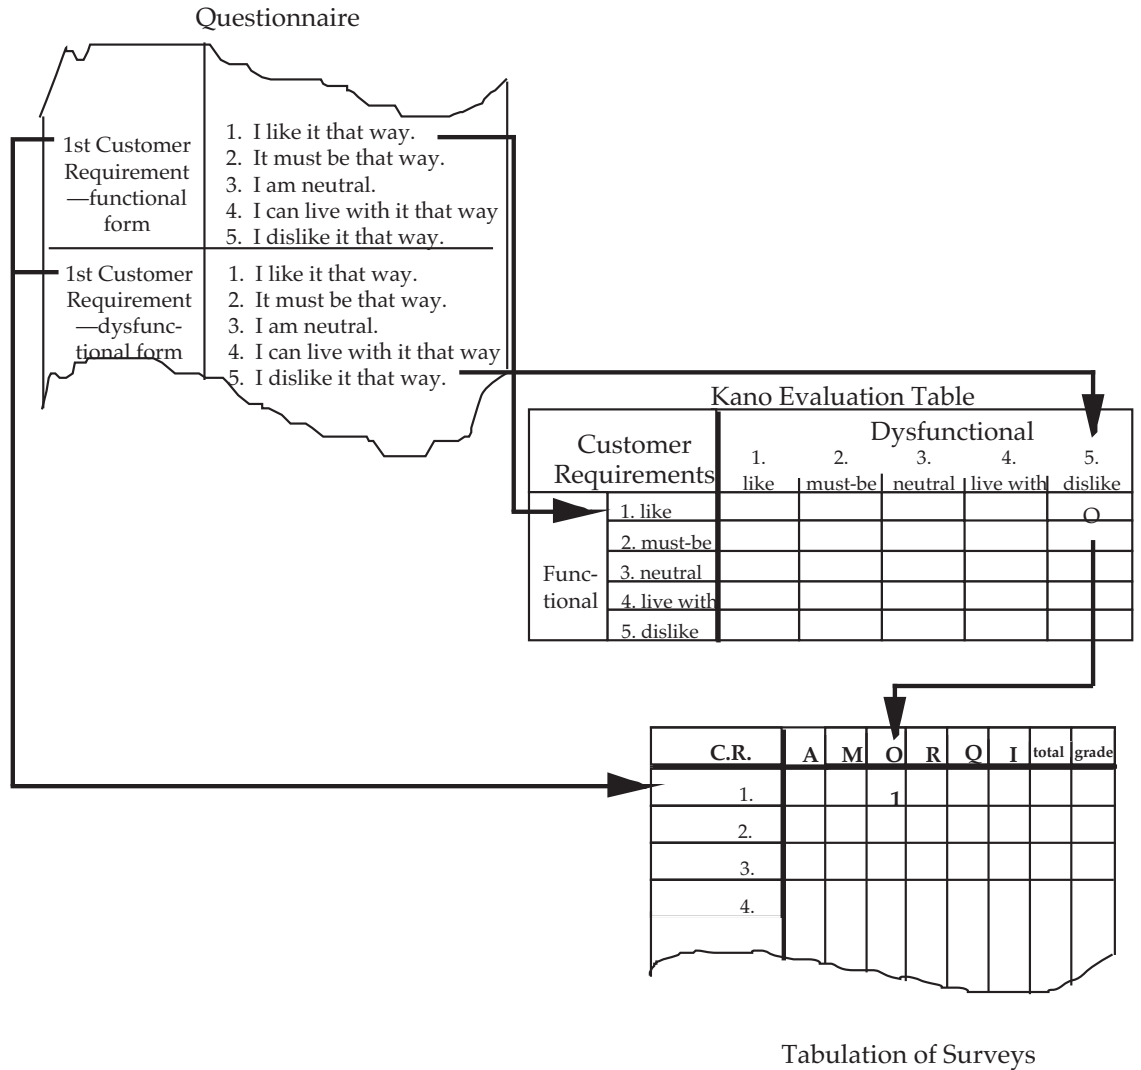 Questionnaire
1st Customer
Requirement
—functional
form
1. I like it that way.
2. It must be that way.
3. I am neutral.
4. I can live with it that way
5. I dislike it that way.
1st Customer
Requirement
—dysfunc-
tional form
1. I like it that way.
2. It must be that way.
3. I am neutral.
4. I can live with it that way
5. I dislike it that way.
Kano Evaluation Table
Customer
Requirements
Dysfunctional
1. 2. 3. 4. 5.
like must-be neutral live with dislike
Func-
tional
1. like O
2. must-be
3. neutral
4. live with
5. dislike
C.R. A M O R Q I total grade
1. 1
2.
3.
4.
Tabulation of Surveys